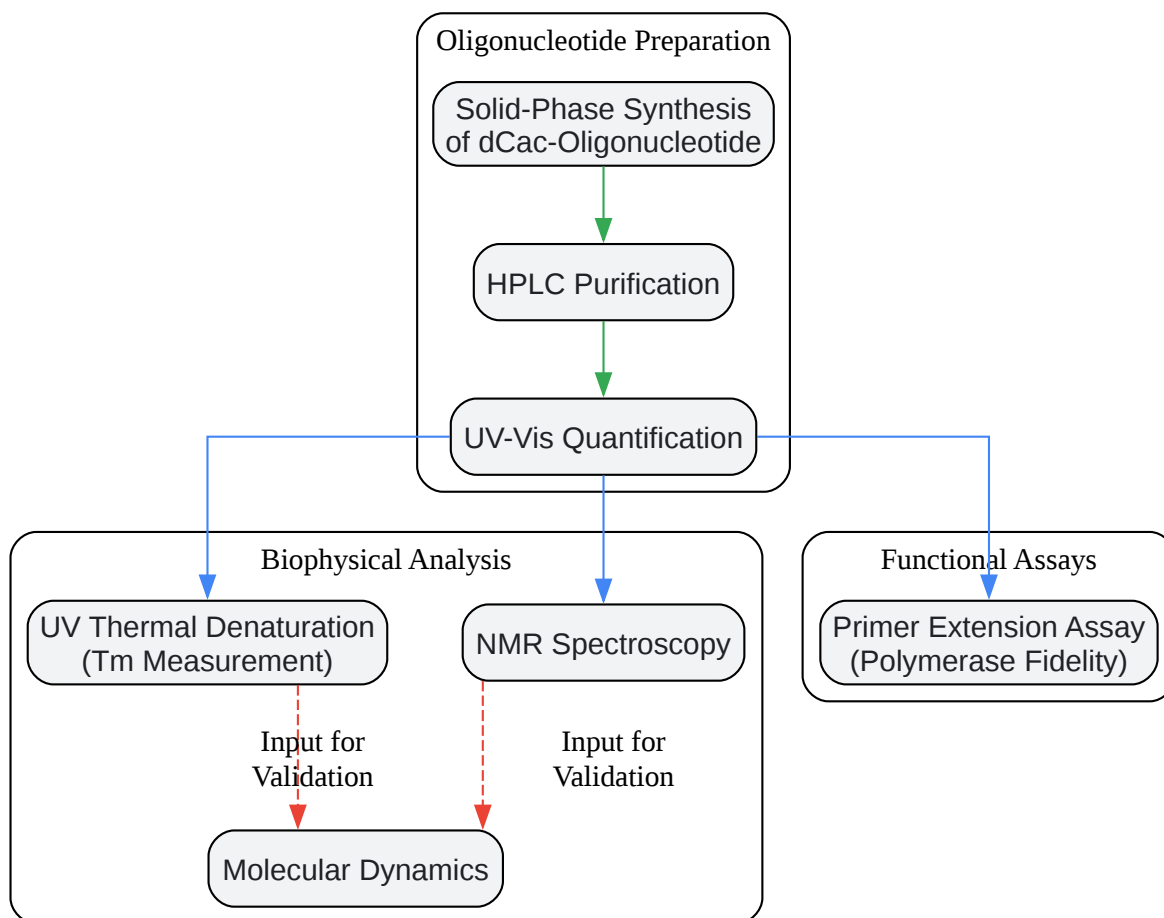 Oligonucleotide Preparation
Solid-Phase Synthesis
of dCac-Oligonucleotide
HPLC Purification
UV-Vis Quantification
Biophysical Analysis
UV Thermal Denaturation
(Tm Measurement)
NMR Spectroscopy
Input for
Validation
Input for
Validation
Molecular Dynamics
Functional Assays
Primer Extension Assay
(Polymerase Fidelity)